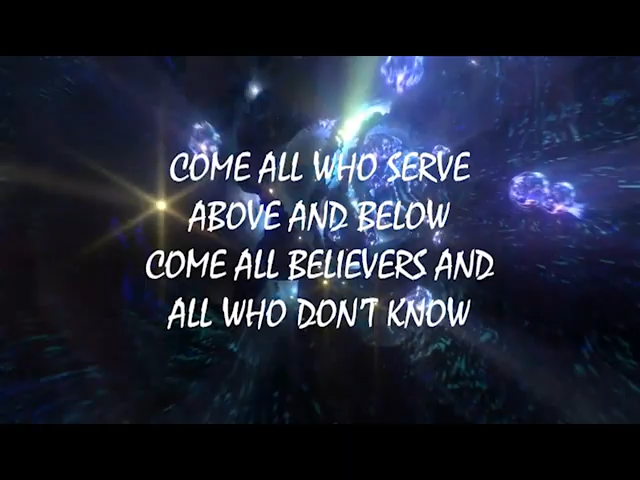 COME ALL WHO SERVE
ABOVE AND BELOW
COME ALL BELIEVERS AND
ALL WHO DON'T KNOW